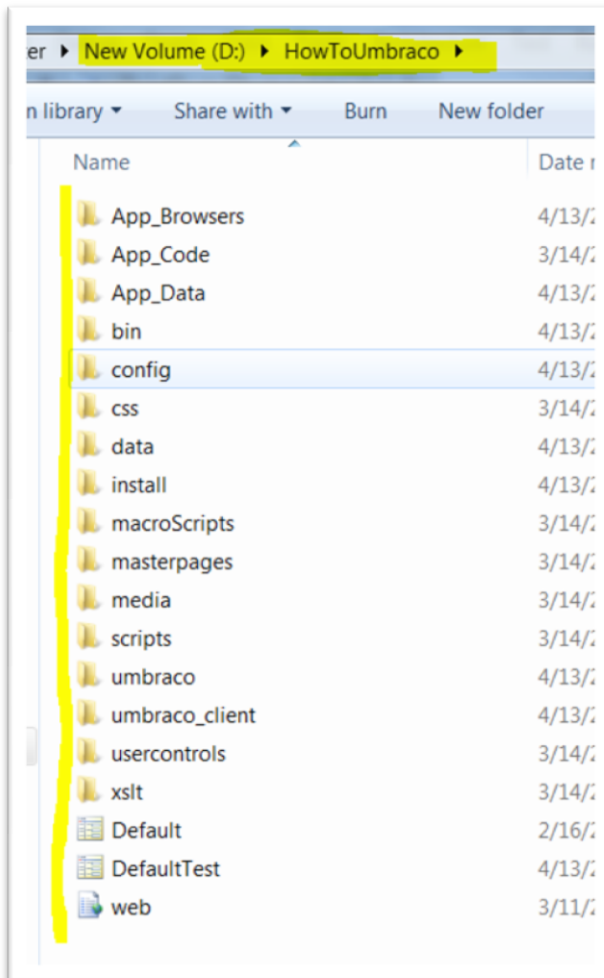 er ▸ New Volume (D:) ▸ HowToUmbraco ▸
n library ▾ Share with ▾ Burn New folder
Name Date r
App_Browsers 4/13/2
App_Code 3/14/2
App_Data 4/13/2
bin 4/13/2
config 4/13/2
css 3/14/2
data 4/13/2
install 4/13/2
macroScripts 3/14/2
masterpages 3/14/2
media 3/14/2
scripts 3/14/2
umbraco 4/13/2
umbraco_client 4/13/2
usercontrols 3/14/2
xslt 3/14/2
Default 2/16/2
DefaultTest 4/13/2
web 3/11/2